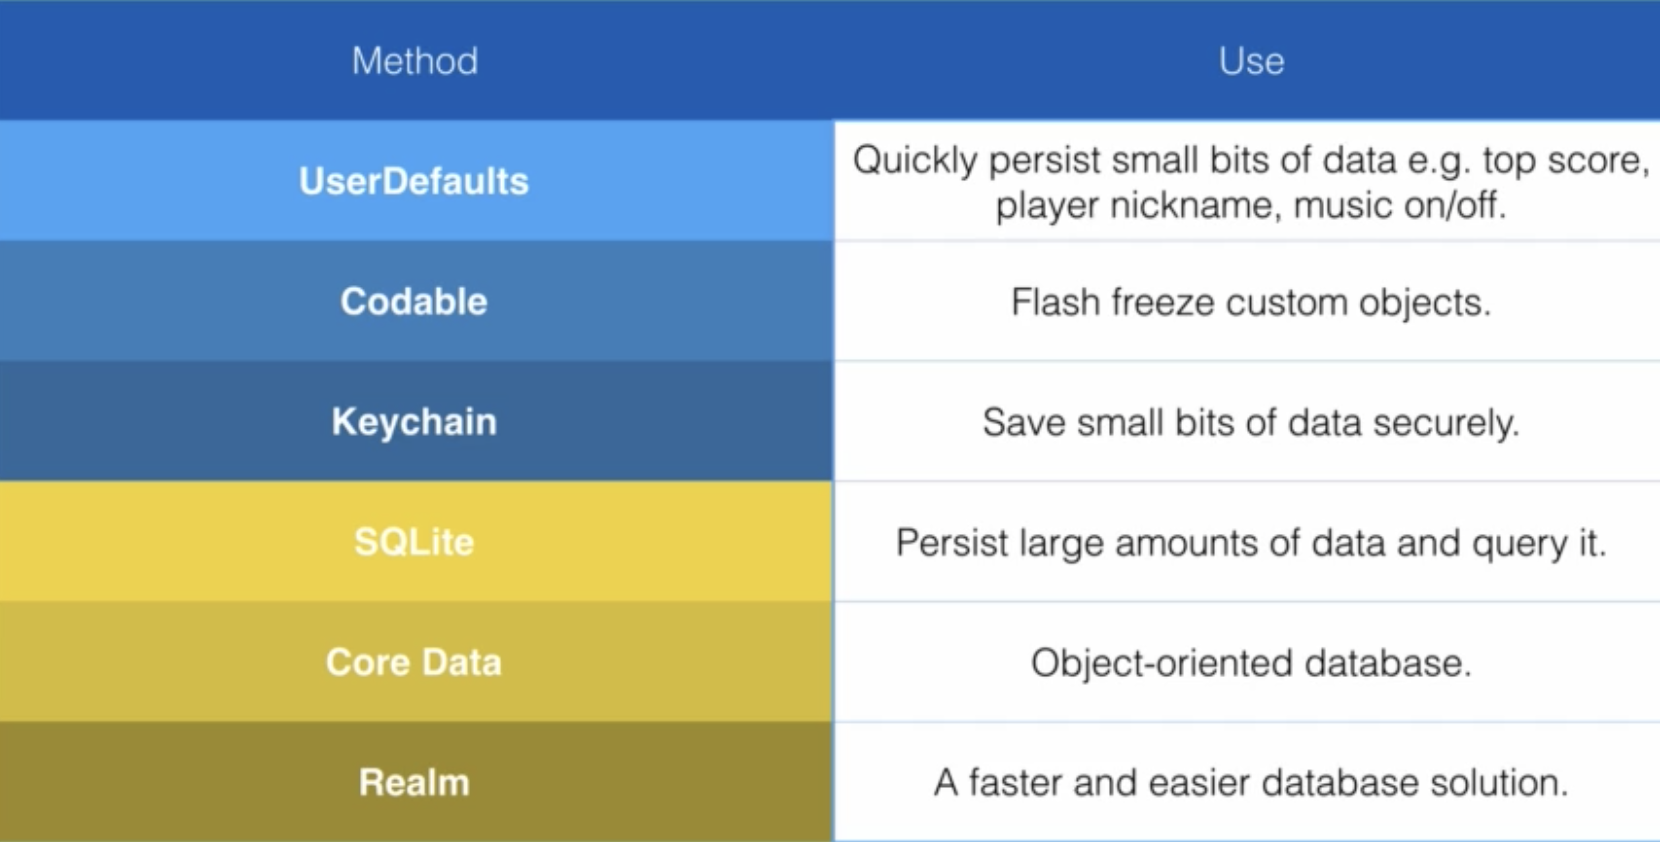 Method
Use
UserDefaults
Quickly persist small bits of data e.g. top score,
player nickname, music on/off.
Codable
Flash freeze custom objects.
Keychain
Save small bits of data securely.
SQLite
Persist large amounts of data and query it.
Core Data
Object-oriented database.
Realm
A faster and easier database solution.